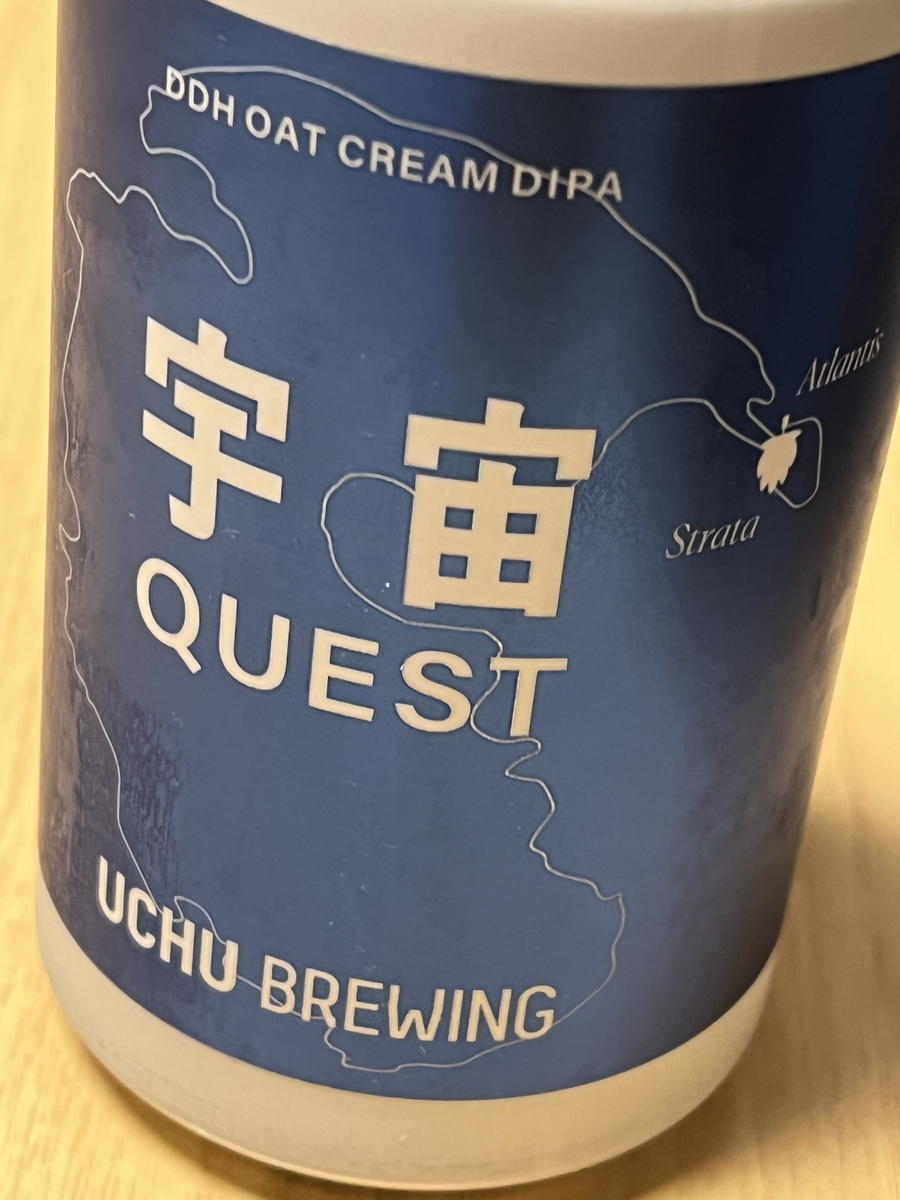 DDH OAT CREAM DIPA
Atlantis
Strata
宇宙
QUEST
UCHU BREWING